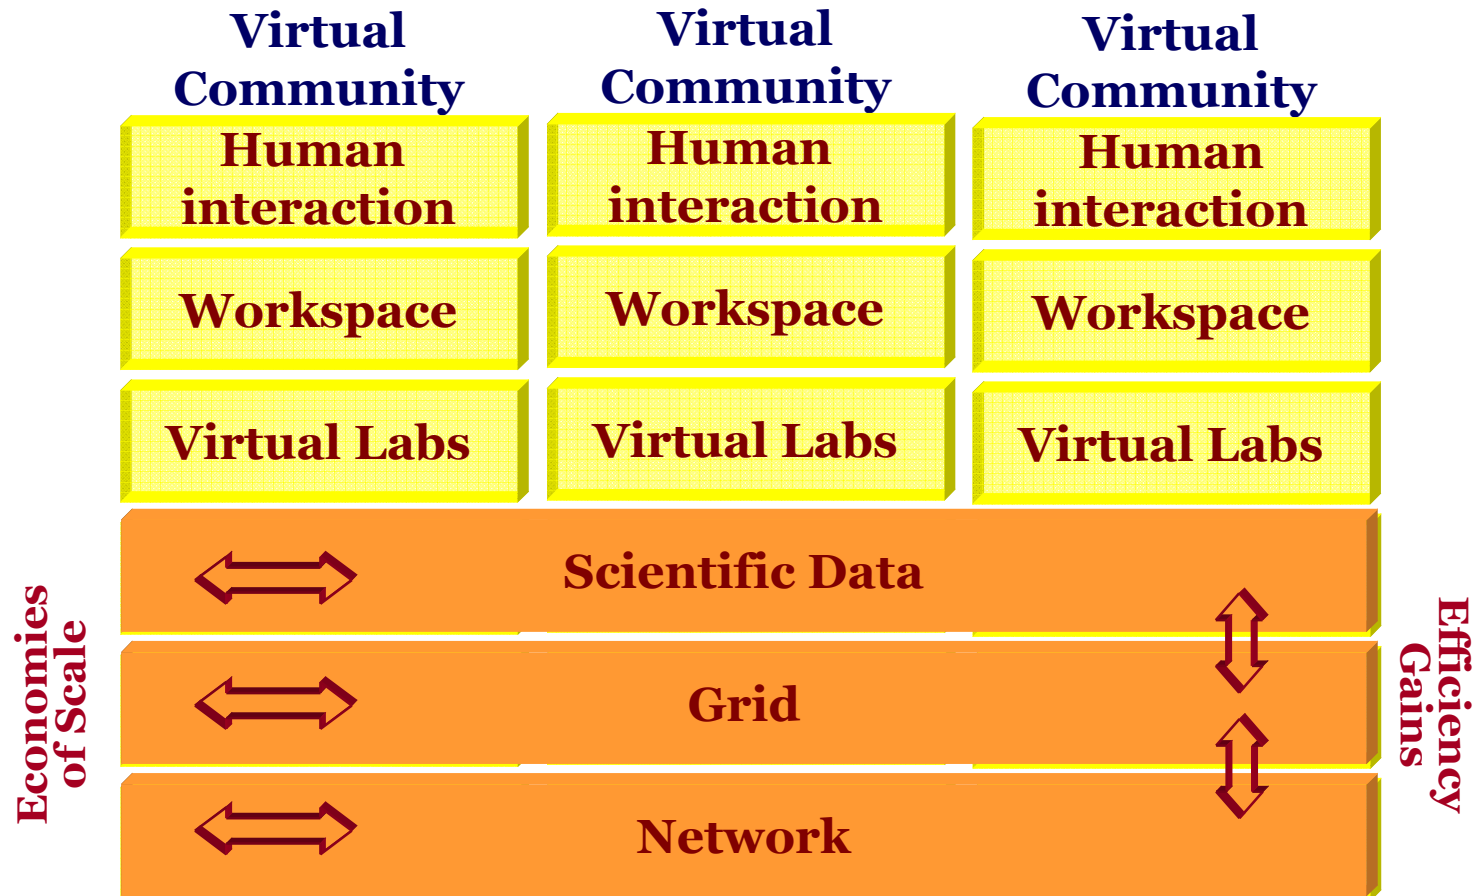 Virtual
Community
Virtual
Community
Virtual
Community
Human
interaction
Human
interaction
Human
interaction
Workspace
Workspace
Workspace
Virtual Labs
Virtual Labs
Virtual Labs
Scientific Data
Grid
Network
Economies
of Scale
Efficiency
Gains